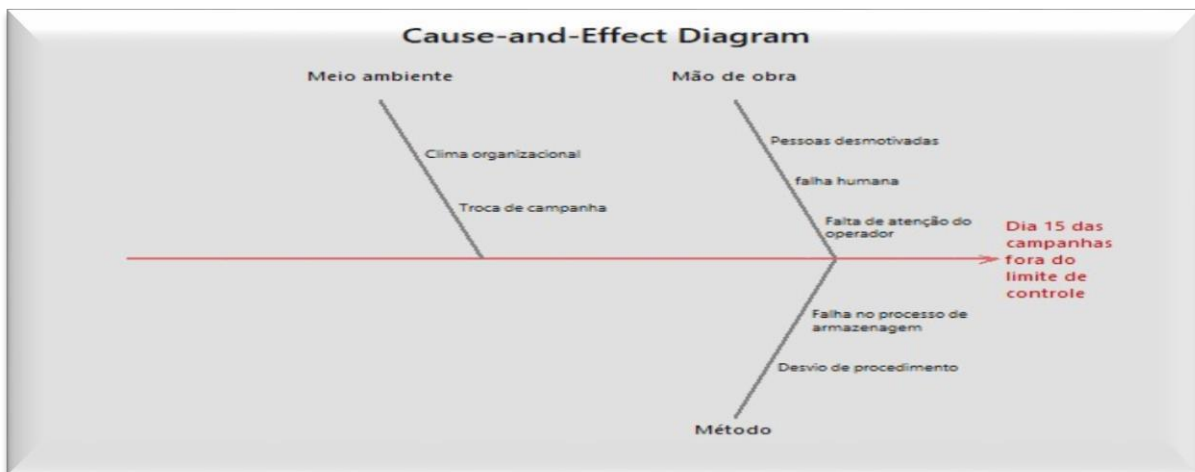 Cause-and-Effect Diagram
Meio ambiente
Mão de obra
Clima organizacional
Troca de campanha
Pessoas desmotivadas
falha humana
Falta de atenção do
operador
Dia 15 das
campanhas
fora do
limite de
controle
Falha no processo de
armazenagem
Desvio de procedimento
Método